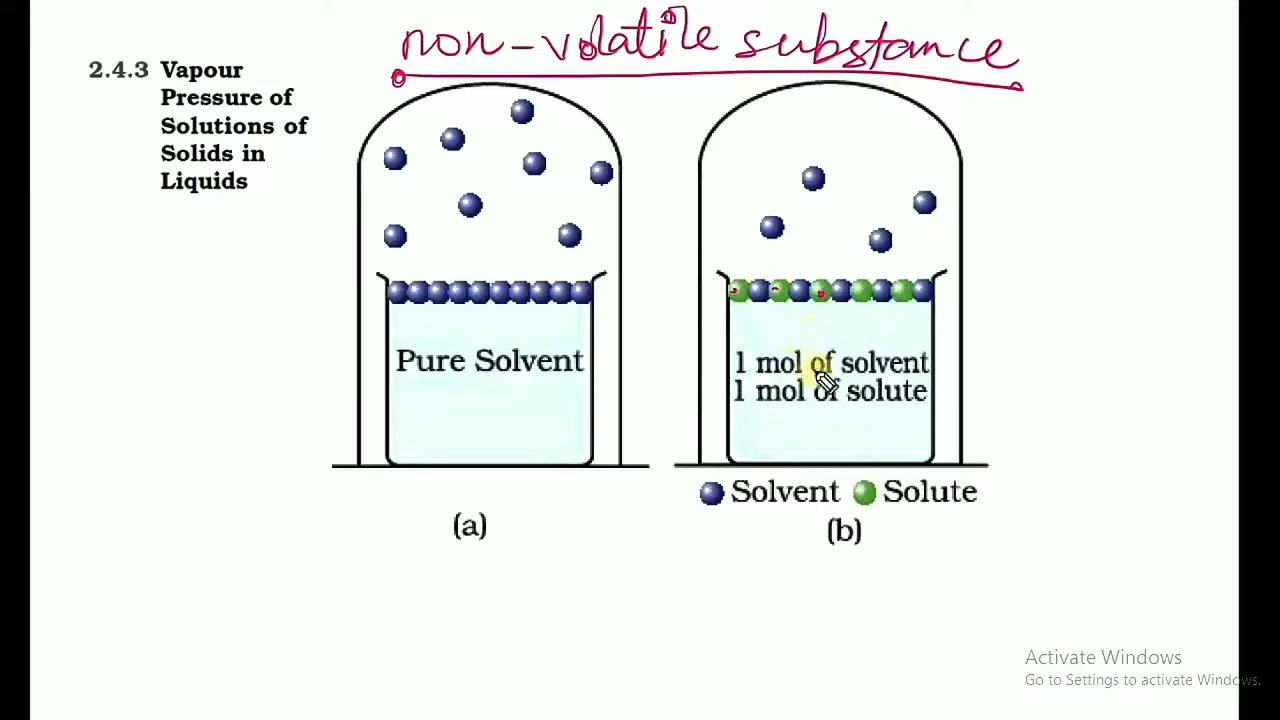 non-volatile substance
2.4.3 Vapour
Pressure of
Solutions of
Solids in
Liquids
Pure Solvent
1 mol of solvent
1 mol of solute
Solvent Solute
(a)
(b)
Activate Windows
Go to Settings to activate Windows.